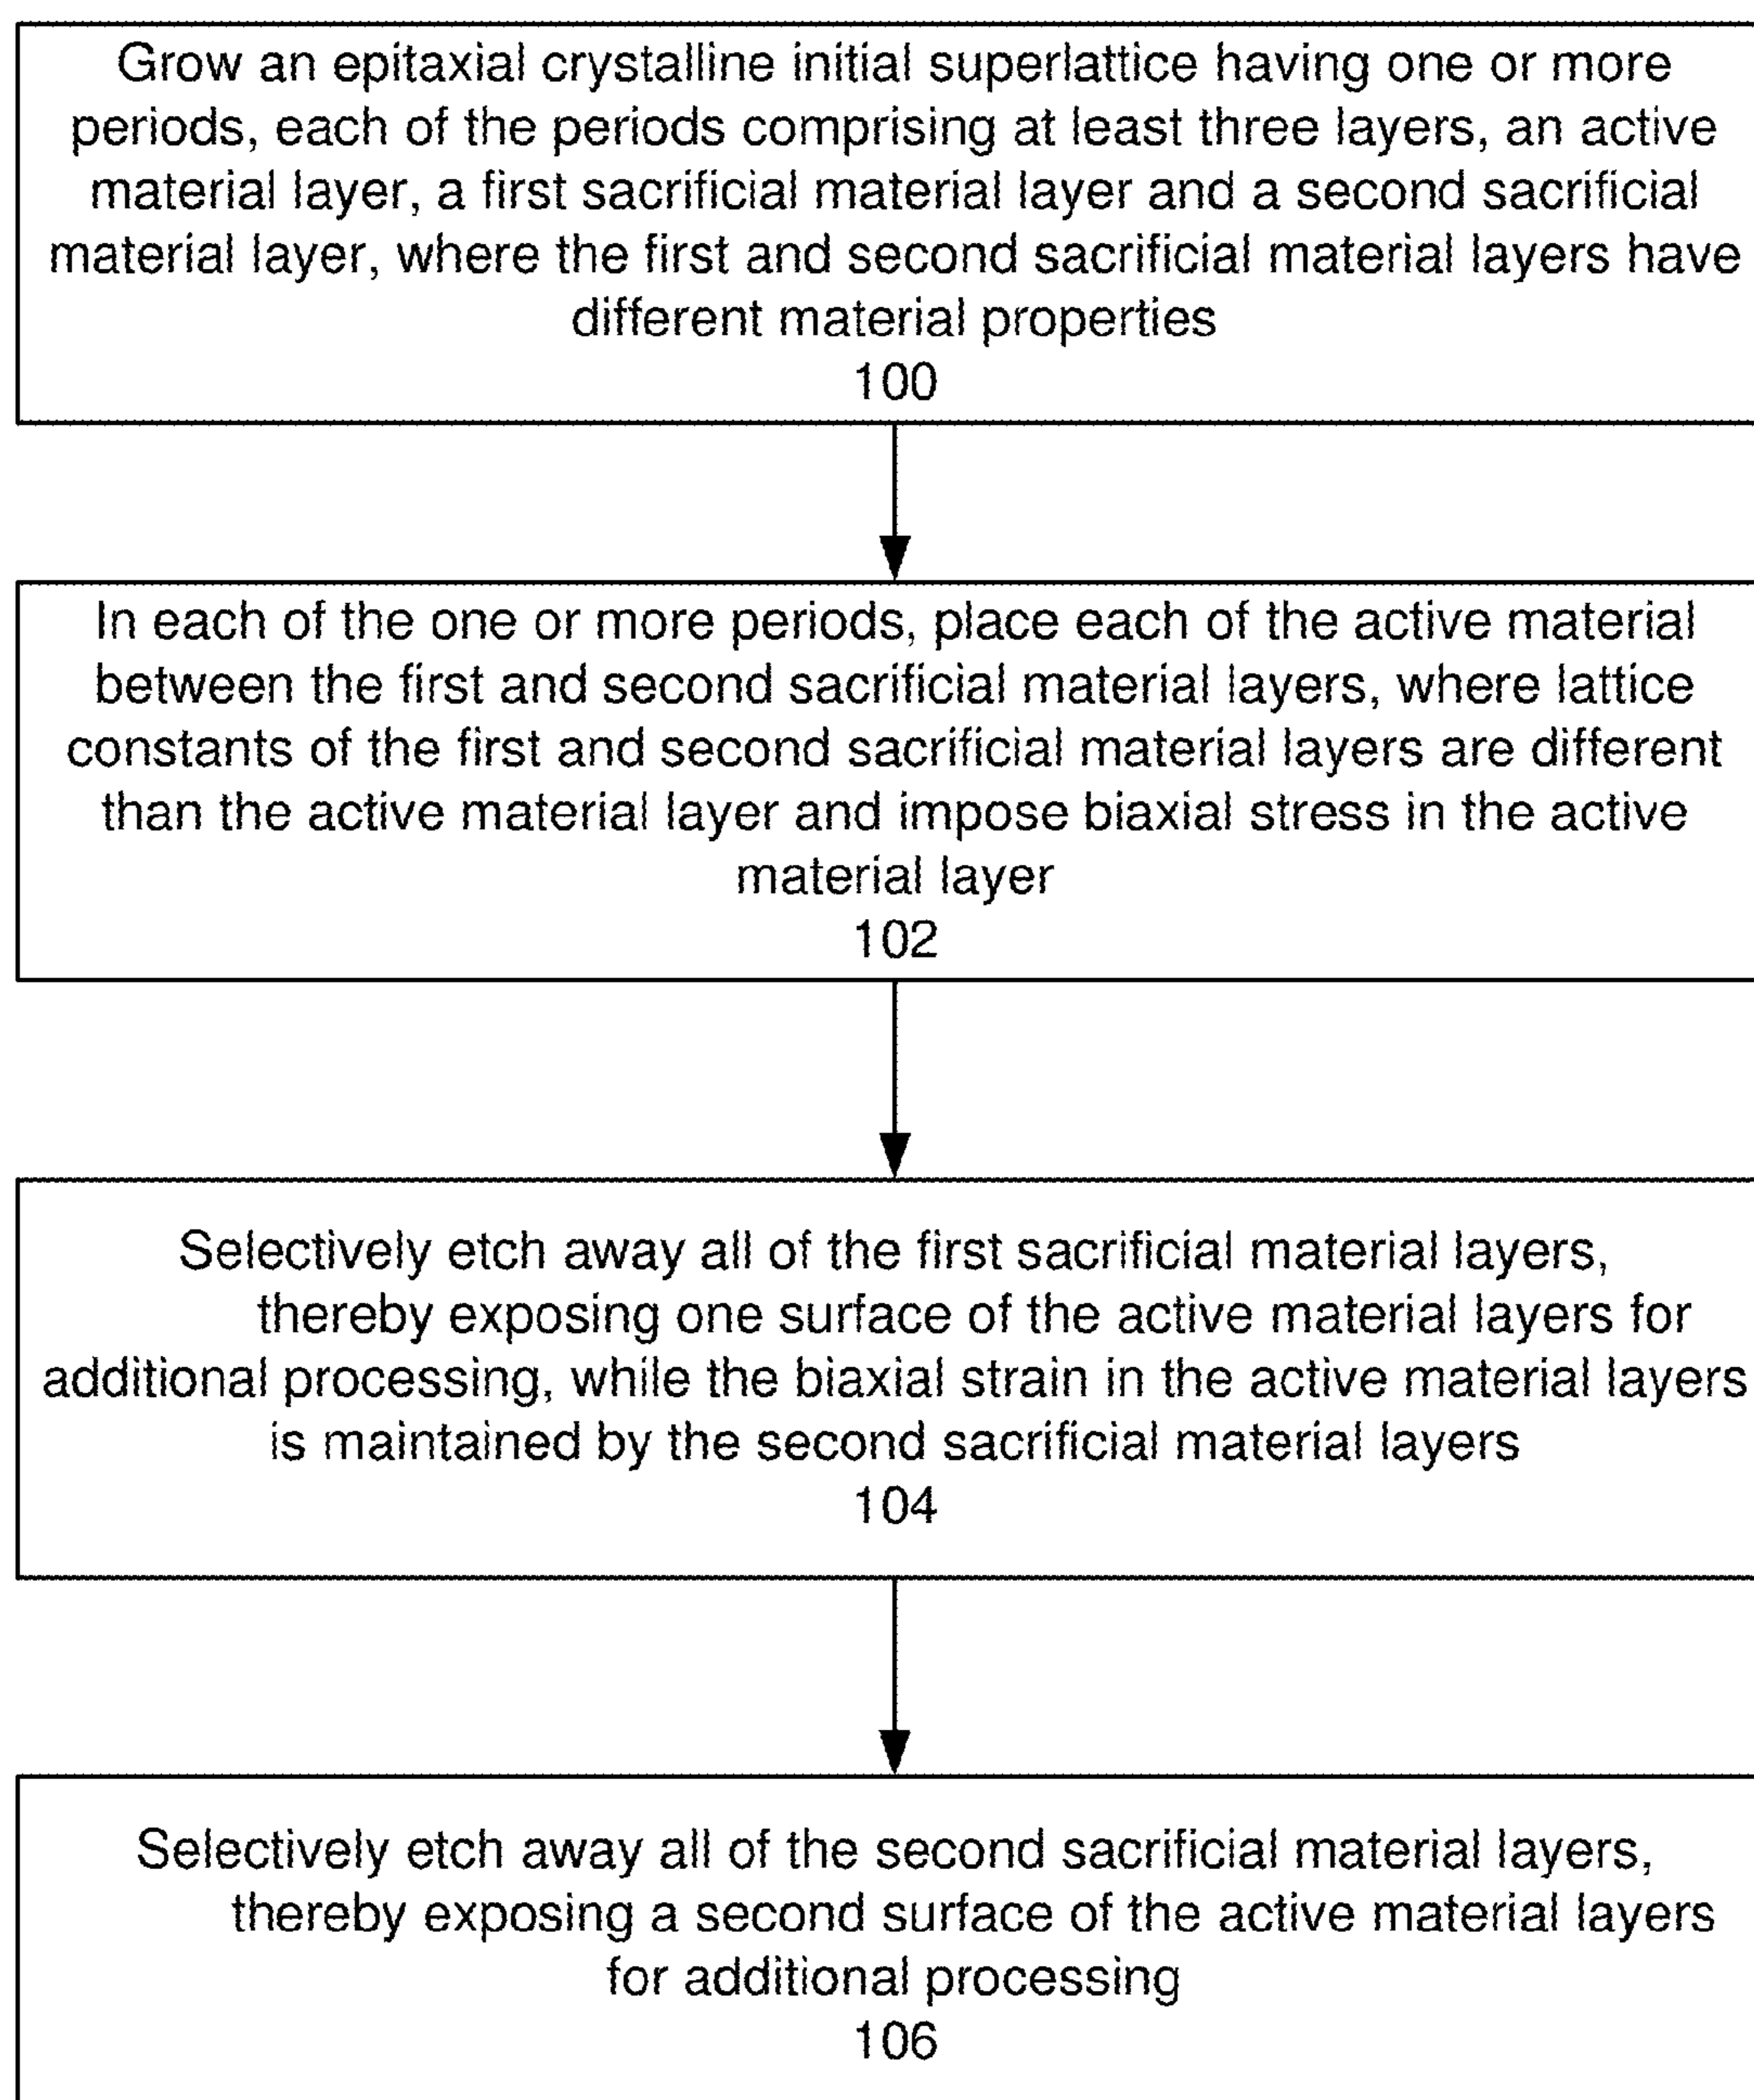 Grow an epitaxial crystalline initial superlattice having one or more
periods, each of the periods comprising at least three layers, an active
material layer, a first sacrificial material layer and a second sacrificial
material layer, where the first and second sacrificial material layers have
different material properties
100
In each of the one or more periods, place each of the active material
between the first and second sacrificial material layers, where lattice
constants of the first and second sacrificial material layers are different
than the active material layer and impose biaxial stress in the active
material layer
102
Selectively etch away all of the first sacrificial material layers,
thereby exposing one surface of the active material layers for
additional processing, while the biaxial strain in the active material layers
is maintained by the second sacrificial material layers
104
Selectively etch away all of the second sacrificial material layers,
thereby exposing a second surface of the active material layers
for additional processing
106